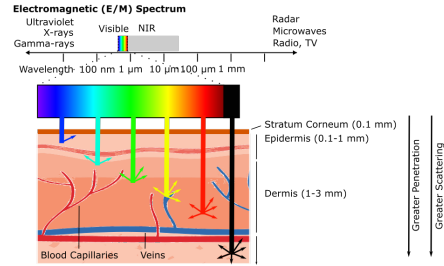 Electromagnetic (E/M) Spectrum
Ultraviolet
X-rays
Gamma-rays
Visible
NIR
Radar
Microwaves
Radio, TV
Wavelength 100 nm 1 µm 10 µm 100 µm 1 mm
Stratum Corneum (0.1 mm)
Epidermis (0.1-1 mm)
Dermis (1-3 mm)
Greater Penetration
Greater Scattering
Blood Capillaries
Veins